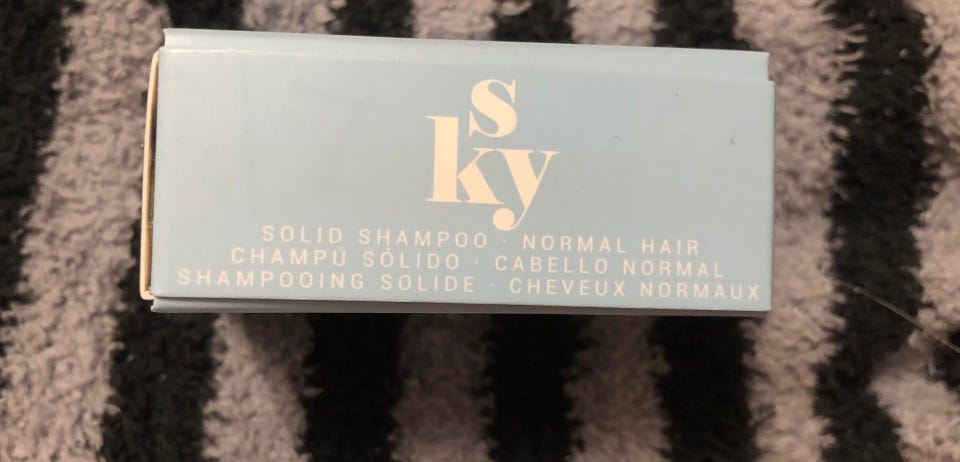 s
ky
SOLID SHAMPOO · NORMAL HAIR
CHAMPÚ SÓLIDO · CABELLO NORMAL
SHAMPOOING SOLIDE · CHEVEUX NORMAUX